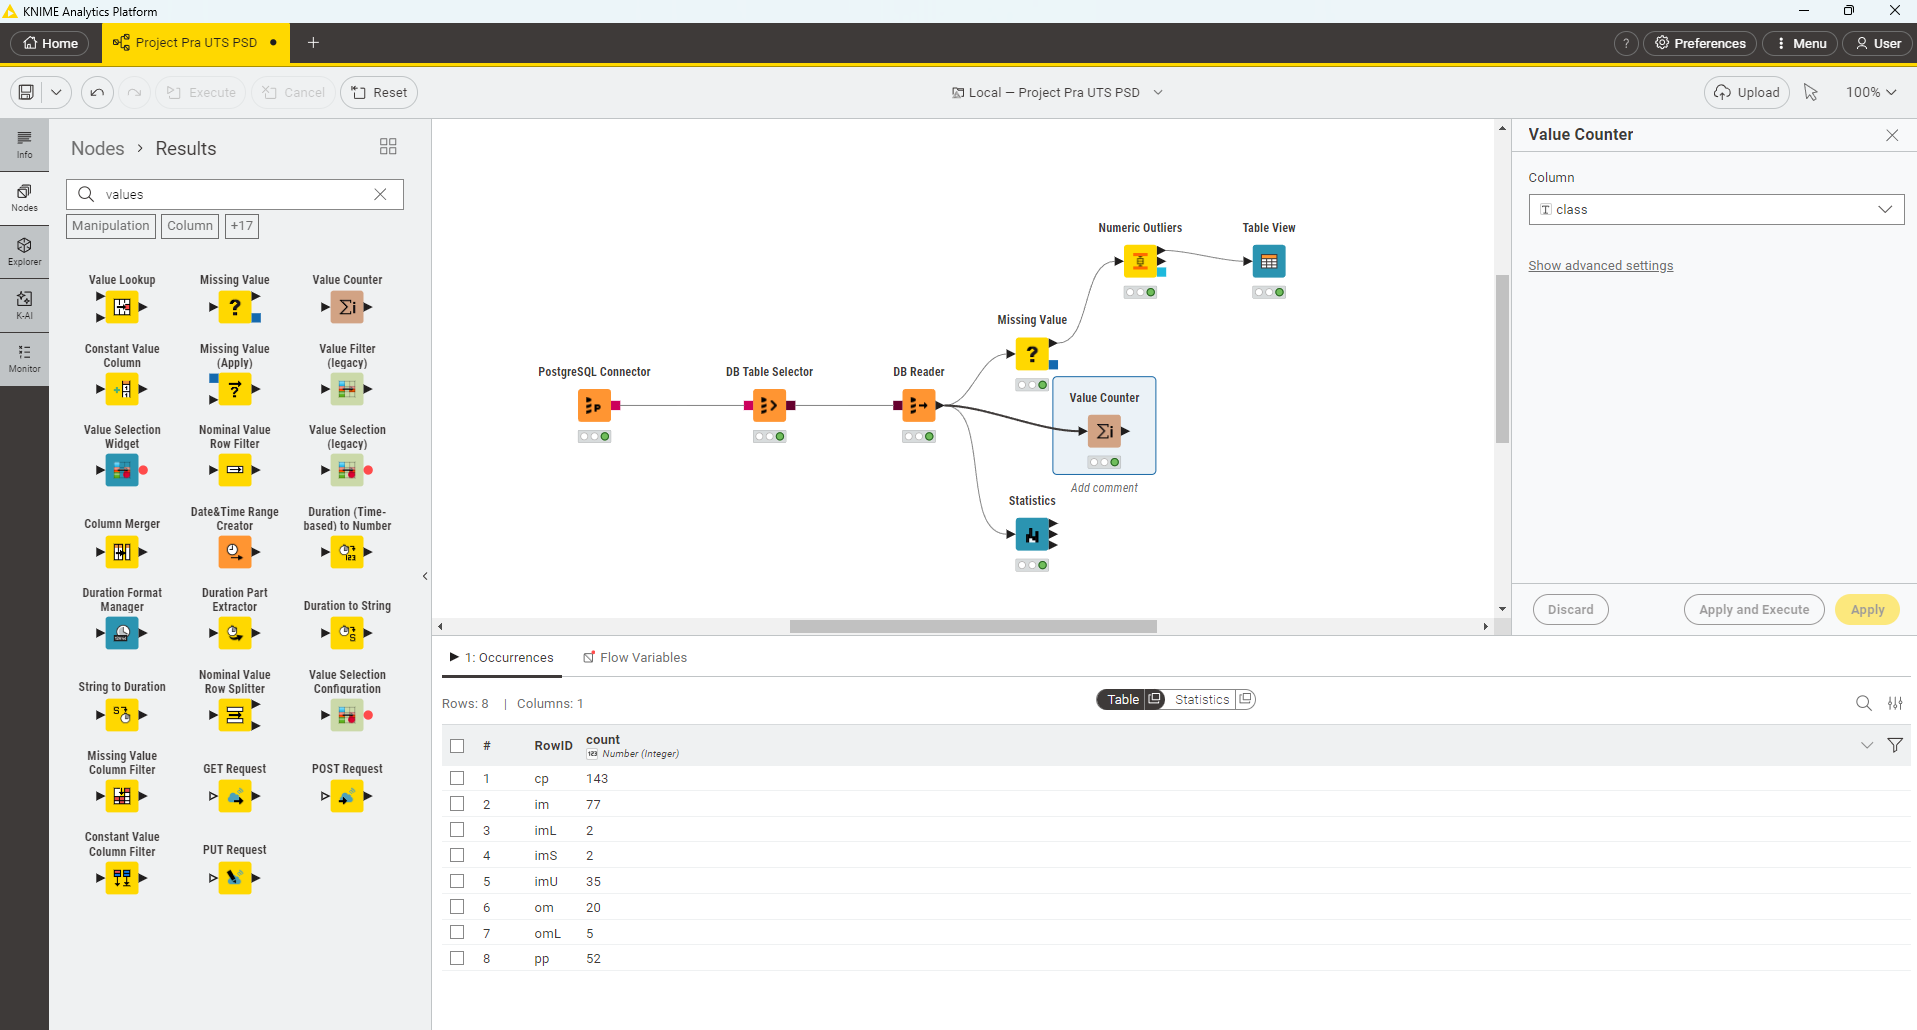 KNIME Analytics Platform
Home
Project Pra UTS PSD
?
Preferences
Menu
User
Execute
Cancel
Reset
Local — Project Pra UTS PSD
Upload
100%
Info
Nodes
Explorer
K-AI
Monitor
Nodes > Results
values
Manipulation
Column
+17
Value Lookup
Missing Value
Value Counter
Constant Value
Column
Missing Value
(Apply)
Value Filter
(legacy)
Value Selection
Widget
Nominal Value
Row Filter
Value Selection
(legacy)
Column Merger
Date&Time Range
Creator
Duration (Time-
based) to Number
Duration Format
Manager
Duration Part
Extractor
Duration to String
String to Duration
Nominal Value
Row Splitter
Value Selection
Configuration
Missing Value
Column Filter
GET Request
POST Request
Constant Value
Column Filter
PUT Request
Numeric Outliers
Table View
Missing Value
PostgreSQL Connector
DB Table Selector
DB Reader
Value Counter
Add comment
Statistics
Value Counter
Column
T class
Show advanced settings
Discard
Apply and Execute
Apply
1: Occurrences
Flow Variables
Rows: 8 | Columns: 1
Table
Statistics
# RowID count
Number (Integer)
1 cp 143
2 im 77
3 imL 2
4 imS 2
5 imU 35
6 om 20
7 omL 5
8 pp 52